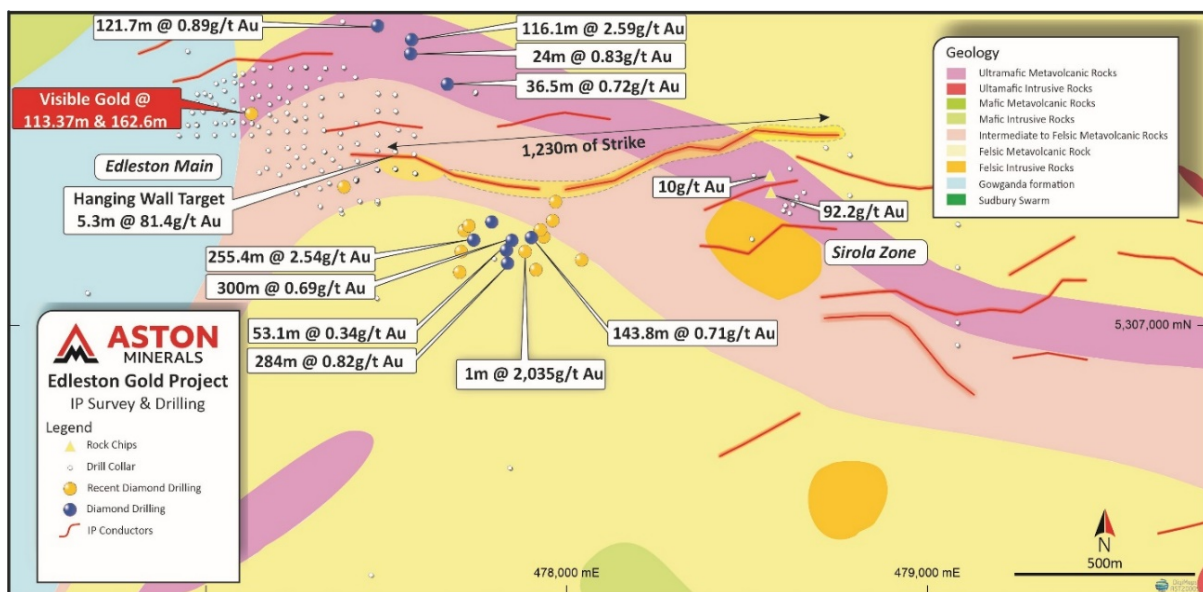 121.7m @ 0.89g/t Au
116.1m @ 2.59g/t Au
24m @ 0.83g/t Au
36.5m @ 0.72g/t Au
Visible Gold @
113.37m & 162.6m
Edleston Main
1,230m of Strike
Hanging Wall Target
5.3m @ 81.4g/t Au
10g/t Au
92.2g/t Au
Sirola Zone
255.4m @ 2.54g/t Au
300m @ 0.69g/t Au
53.1m @ 0.34g/t Au
284m @ 0.82g/t Au
143.8m @ 0.71g/t Au
1m @ 2,035g/t Au
Geology
Ultramafic Metavolcanic Rocks
Ultamafic Intrusive Rocks
Mafic Metavolcanic Rocks
Mafic Intrusive Rocks
Intermediate to Felsic Metavolcanic Rocks
Felsic Metavolcanic Rock
Felsic Intrusive Rocks
Gowganda formation
Sudbury Swarm
5,307,000 mN
ASTON
MINERALS
Edleston Gold Project
IP Survey & Drilling
Legend
Rock Chips
Drill Collar
Recent Diamond Drilling
Diamond Drilling
IP Conductors
478,000 mE
479,000 mE
N
500m